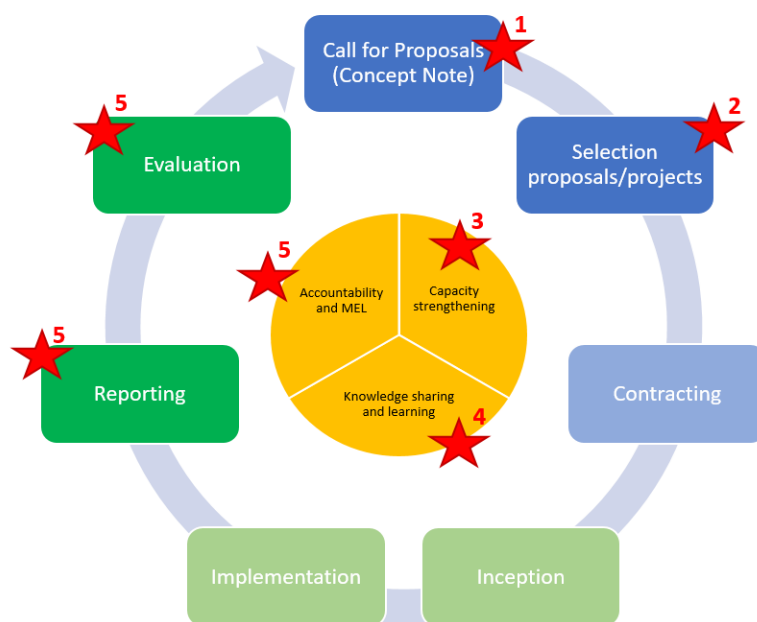 Call for Proposals
(Concept Note)
1
Selection
proposals/projects
2
Contracting
Inception
Implementation
Reporting
5
Evaluation
5
Accountability
and MEL
5
Capacity
strengthening
3
Knowledge sharing
and learning
4